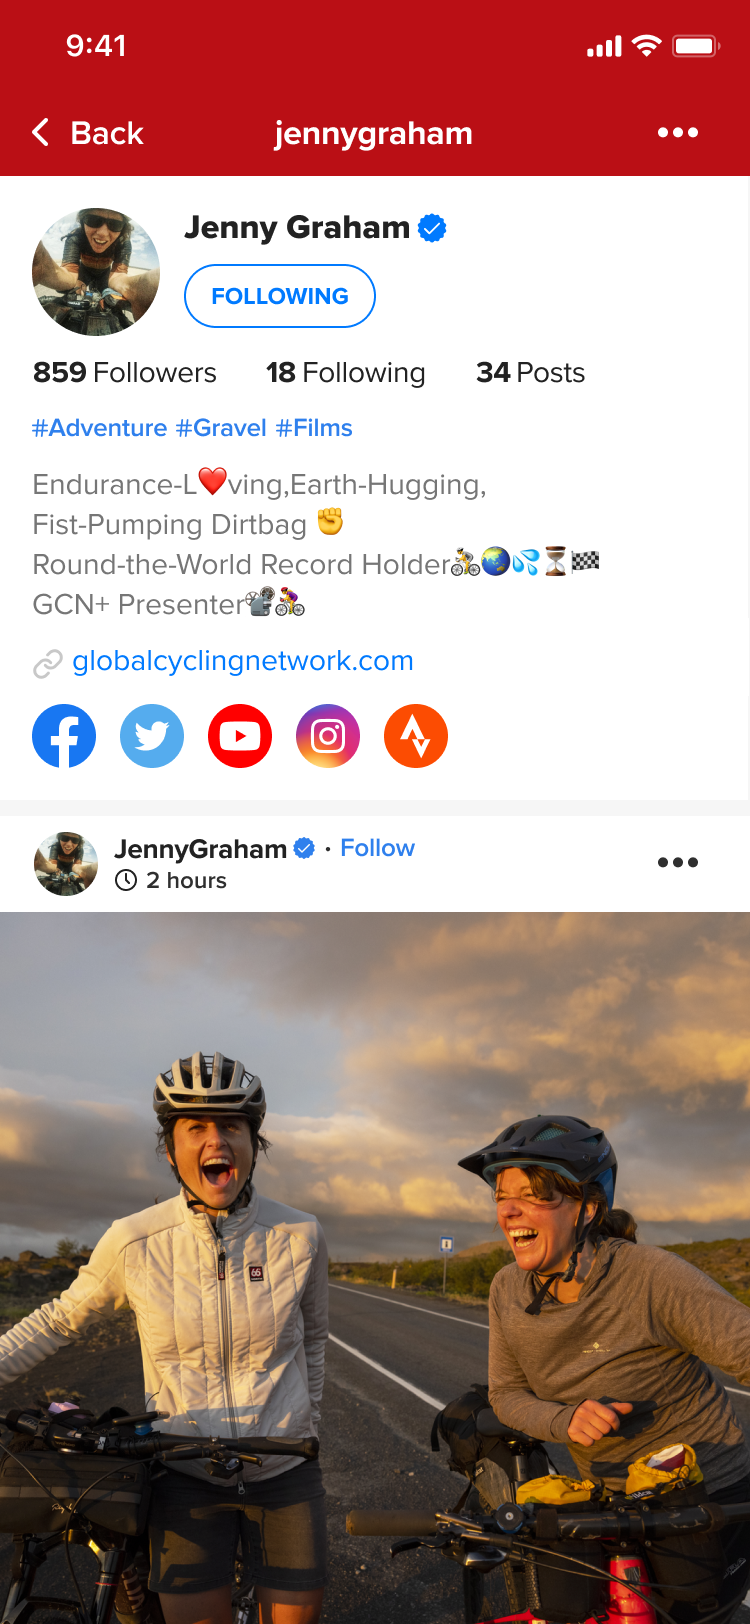 9:41
Back
jennygraham
Jenny Graham
FOLLOWING
859 Followers 18 Following 34 Posts
#Adventure #Gravel #Films
Endurance-L❤️ving,Earth-Hugging,
Fist-Pumping Dirtbag ✊
Round-the-World Record Holder🚴🌏💦⏳🏁
GCN+ Presenter📽🚴‍♀️
globalcyclingnetwork.com
JennyGraham · Follow
2 hours
66